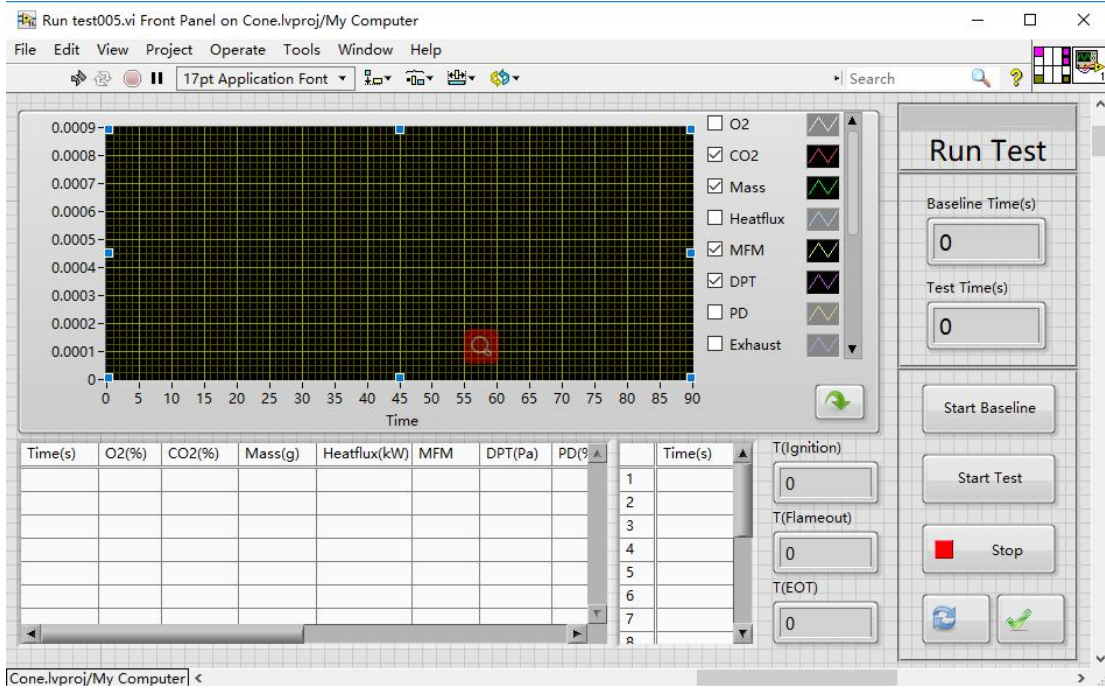 Run test005.vi Front Panel on Cone.lvproj/My Computer
File Edit View Project Operate Tools Window Help
17pt Application Font
Search
1
0.0009
0.0008
0.0007
0.0006
0.0005
0.0004
0.0003
0.0002
0.0001
0
0 5 10 15 20 25 30 35 40 45 50 55 60 65 70 75 80 85 90
Time
O2
CO2
Mass
Heatflux
MFM
DPT
PD
Exhaust
Run Test
Baseline Time(s)
0
Test Time(s)
0
Start Baseline
Start Test
Stop
Time(s) O2(%) CO2(%) Mass(g) Heatflux(kW) MFM DPT(Pa) PD(%
Time(s)
1
2
3
4
5
6
7
8
T(Ignition)
0
T(Flameout)
0
T(EOT)
0
Cone.lvproj/My Computer